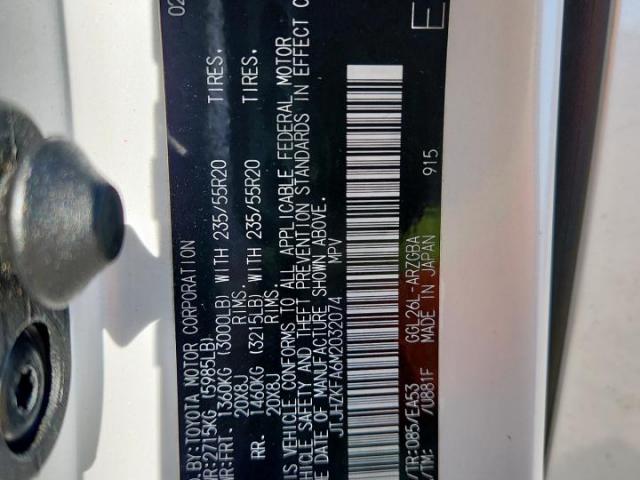 02
D BY: TOYOTA MOTOR CORPORATION
WR: 2715KG (5985LB)
WR: FRT. 1360KG (3000LB) WITH 235/55R20 TIRES.
20X8J RIMS.
RR. 1460KG (3215LB) WITH 235/55R20 TIRES.
20X8J RIMS.
IS VEHICLE CONFORMS TO ALL APPLICABLE FEDERAL MOTOR
HICLE SAFETY AND THEFT PREVENTION STANDARDS IN EFFECT O
E DATE OF MANUFACTURE SHOWN ABOVE.
JTJHZKFA6M2032074 MPV
E
915
/TR: 085/EA53 GGL26L-ARZGBA
/TM: /U881F MADE IN JAPAN